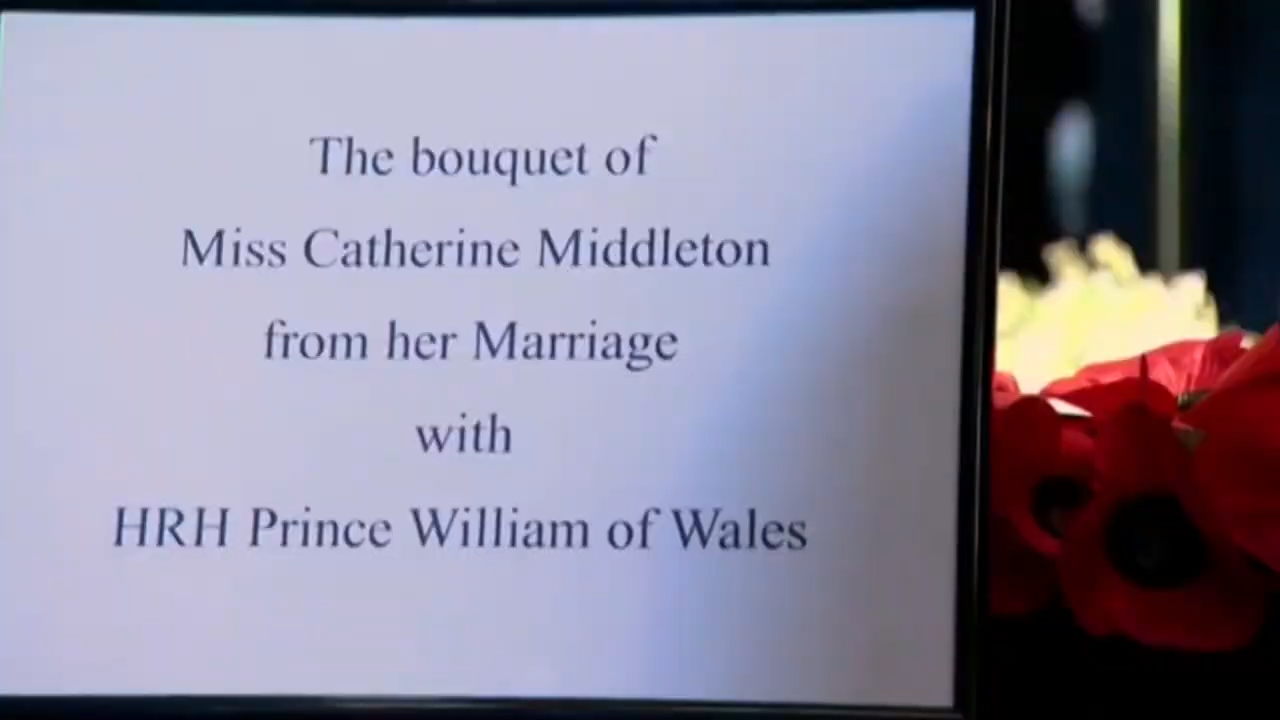 The bouquet of
Miss Catherine Middleton
from her Marriage
with
HRH Prince William of Wales